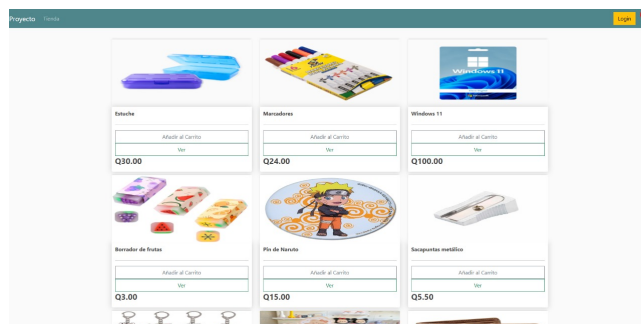 Proyecto Tienda Login
Estuche
Añadir al Carrito
Ver
Q30.00
Marcadores
Añadir al Carrito
Ver
Q24.00
Windows 11
Windows 11
Añadir al Carrito
Ver
Q100.00
Borrador de frutas
Añadir al Carrito
Ver
Q3.00
Pin de Naruto
Añadir al Carrito
Ver
Q15.00
Sacapuntas metálico
Añadir al Carrito
Ver
Q5.50